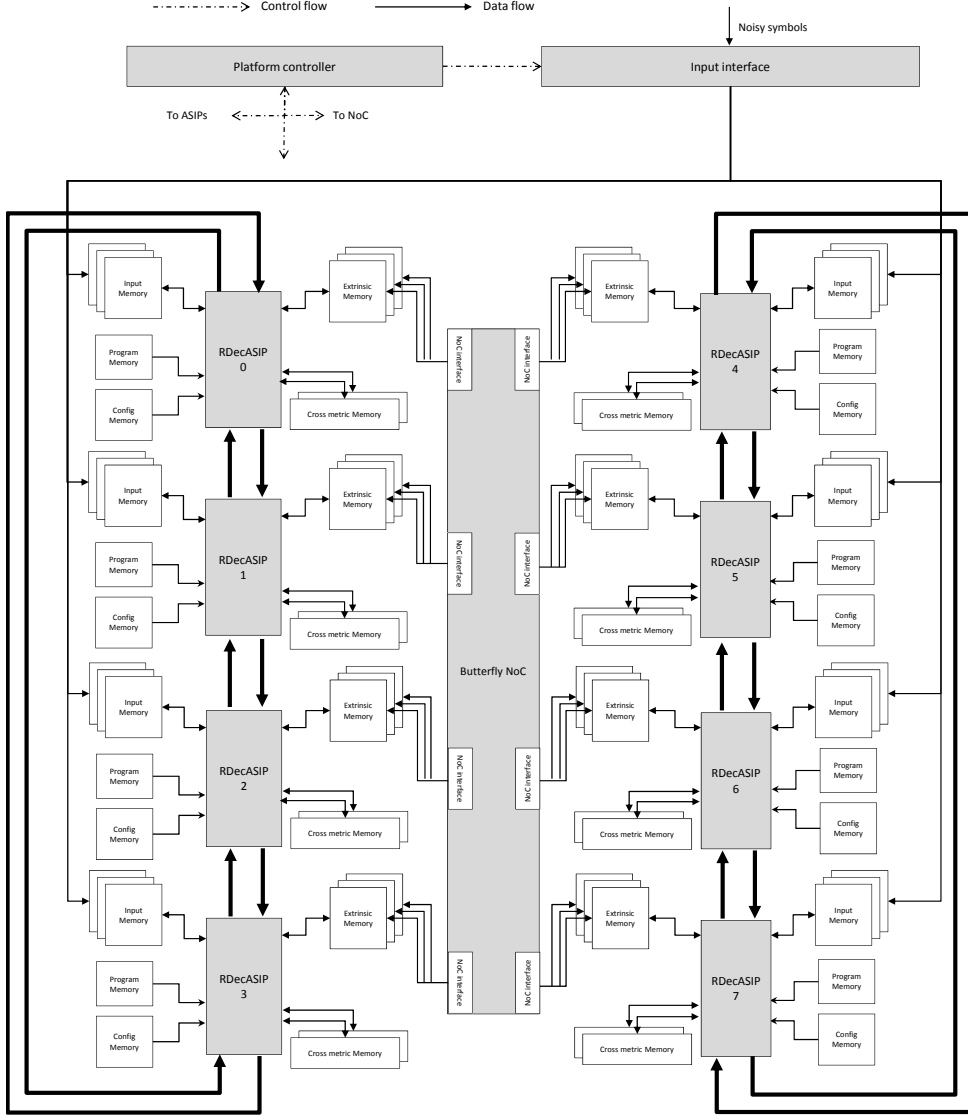 Control flow
Data flow
Noisy symbols
Platform controller
Input interface
To ASIPs
To NoC
Input
Memory
Program
Memory
Config
Memory
RDecASIP
0
Extrinsic
Memory
Cross metric Memory
NoC interface
NoC interface
Extrinsic
Memory
Cross metric Memory
RDecASIP
4
Input
Memory
Program
Memory
Config
Memory
Input
Memory
Program
Memory
Config
Memory
RDecASIP
1
Extrinsic
Memory
Cross metric Memory
NoC interface
NoC interface
Extrinsic
Memory
Cross metric Memory
RDecASIP
5
Input
Memory
Program
Memory
Config
Memory
Butterfly NoC
Input
Memory
Program
Memory
Config
Memory
RDecASIP
2
Extrinsic
Memory
Cross metric Memory
NoC interface
NoC interface
Extrinsic
Memory
Cross metric Memory
RDecASIP
6
Input
Memory
Program
Memory
Config
Memory
Input
Memory
Program
Memory
Config
Memory
RDecASIP
3
Extrinsic
Memory
Cross metric Memory
NoC interface
NoC interface
Extrinsic
Memory
Cross metric Memory
RDecASIP
7
Input
Memory
Program
Memory
Config
Memory